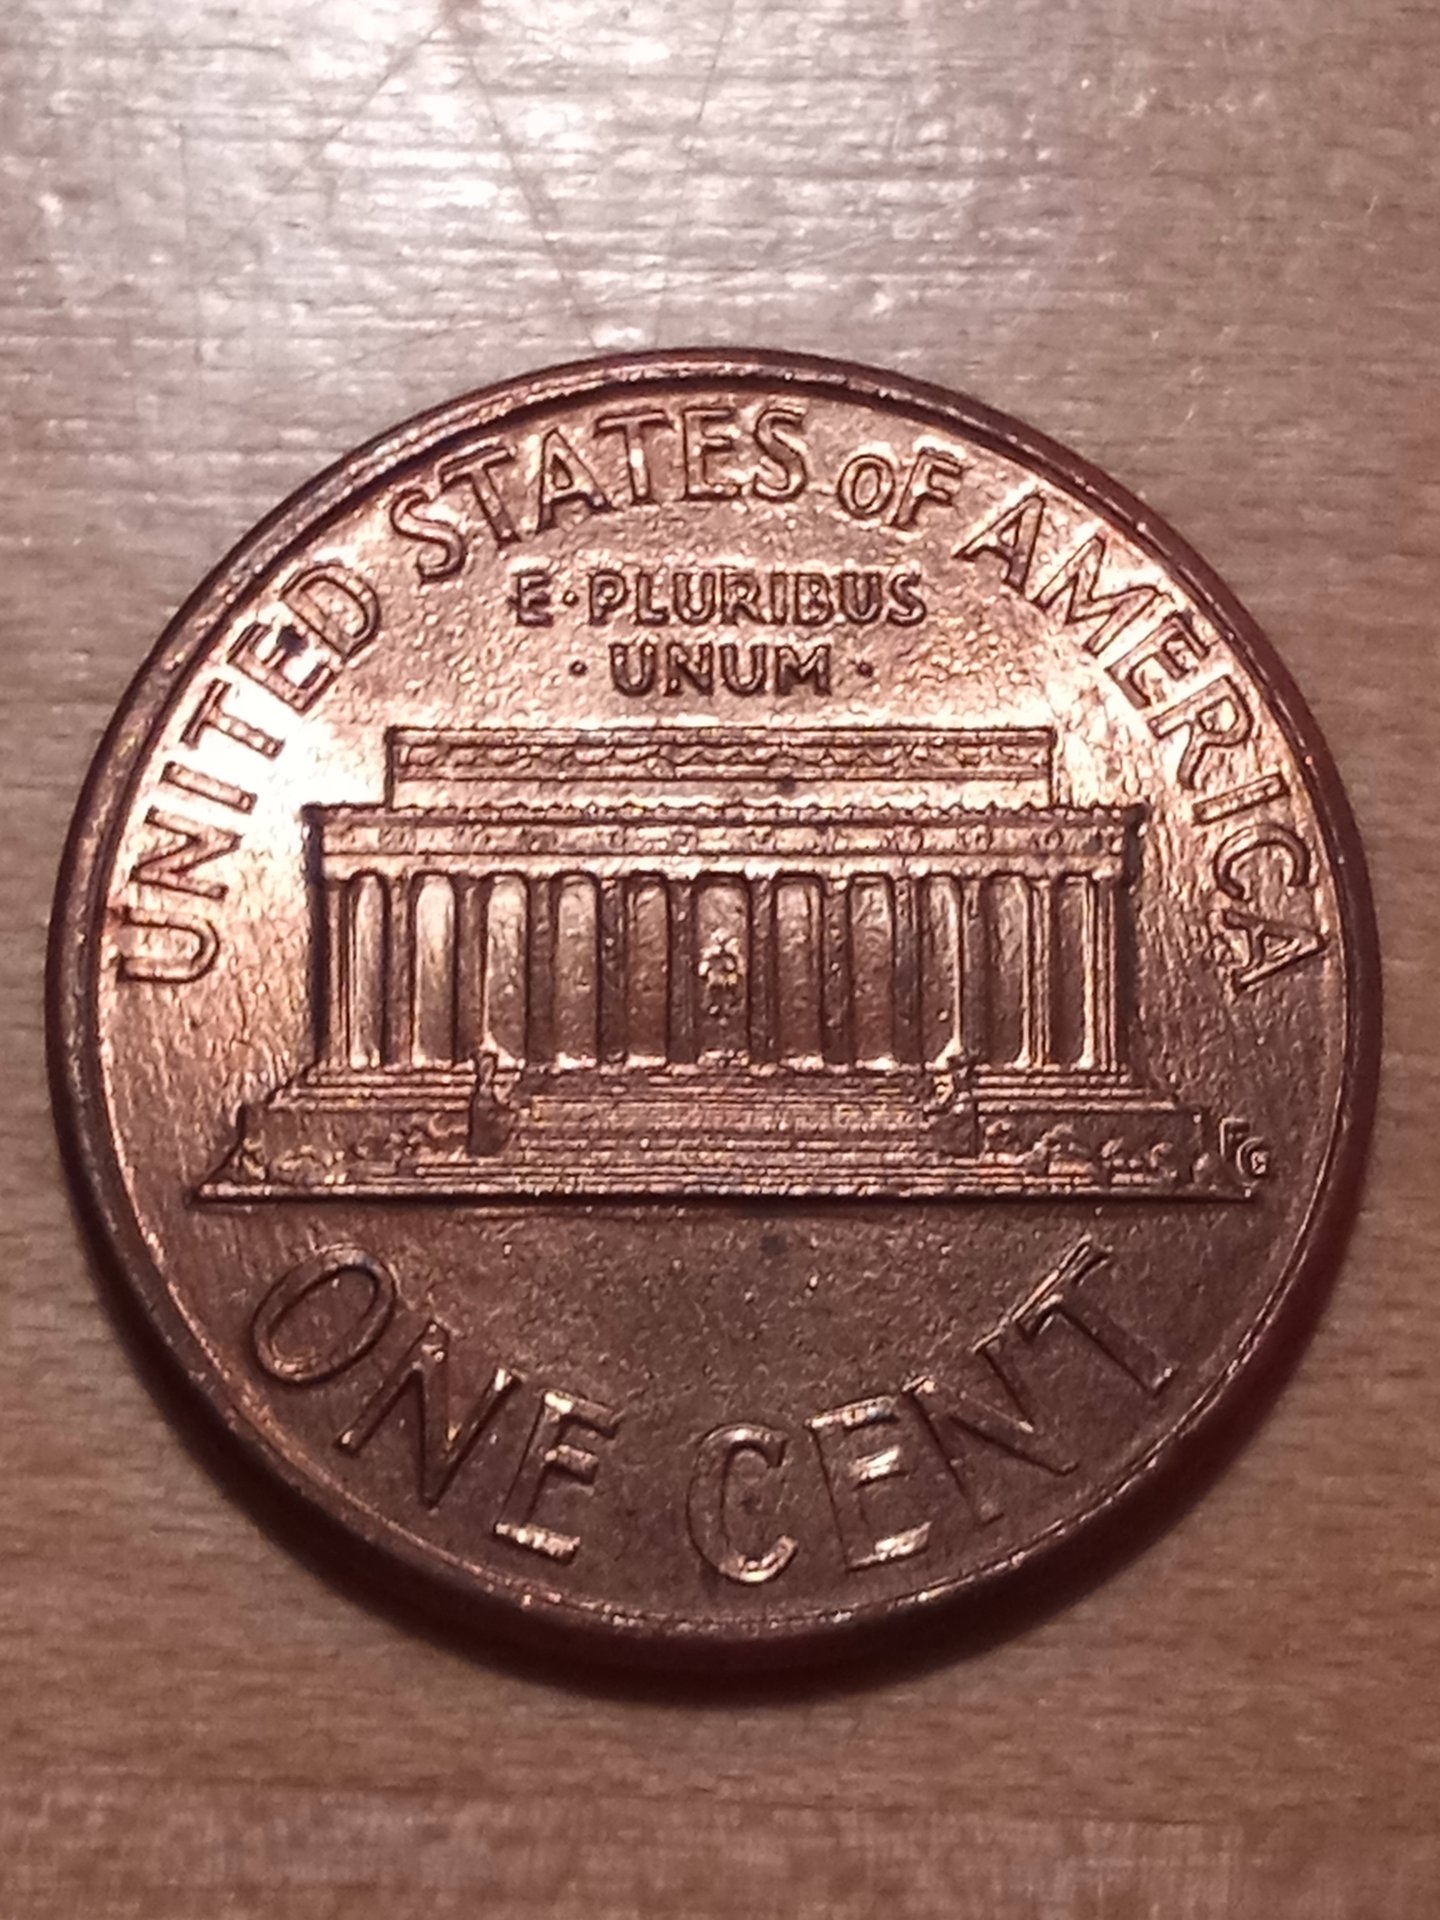 UNITED STATES OF AMERICA
E·PLURIBUS
·UNUM·
FG
ONE CENT